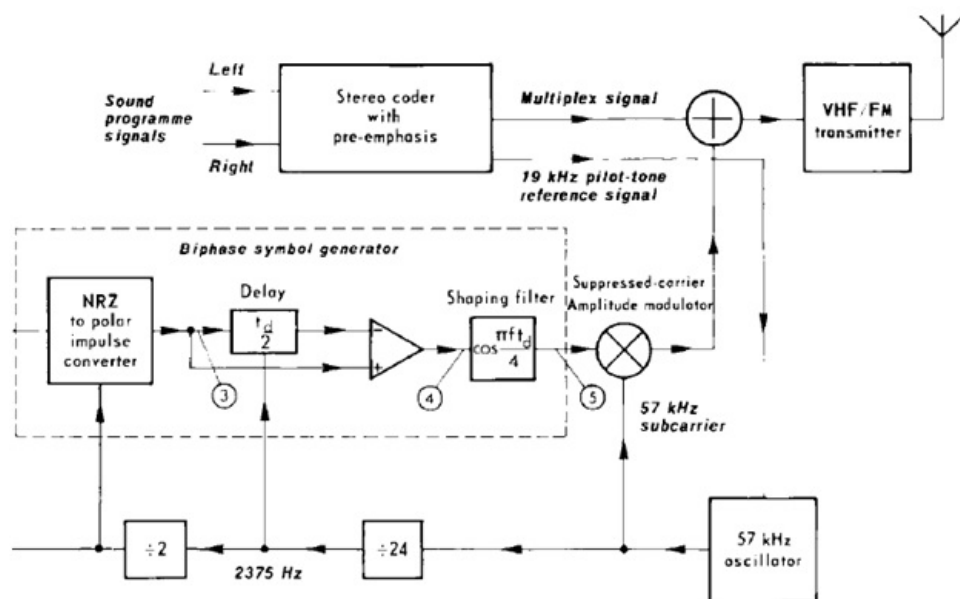 Left
Sound
programme
signals
Right
Stereo coder
with
pre-emphasis
Multiplex signal
19 kHz pilot-tone
reference signal
+
VHF/FM
transmitter
Biphase symbol generator
NRZ
to polar
impulse
converter
3
Delay
t_d
2
−
+
4
Shaping filter
cos πft_d
4
5
Suppressed-carrier
Amplitude modulator
57 kHz
subcarrier
÷2
2375 Hz
÷24
57 kHz
oscillator